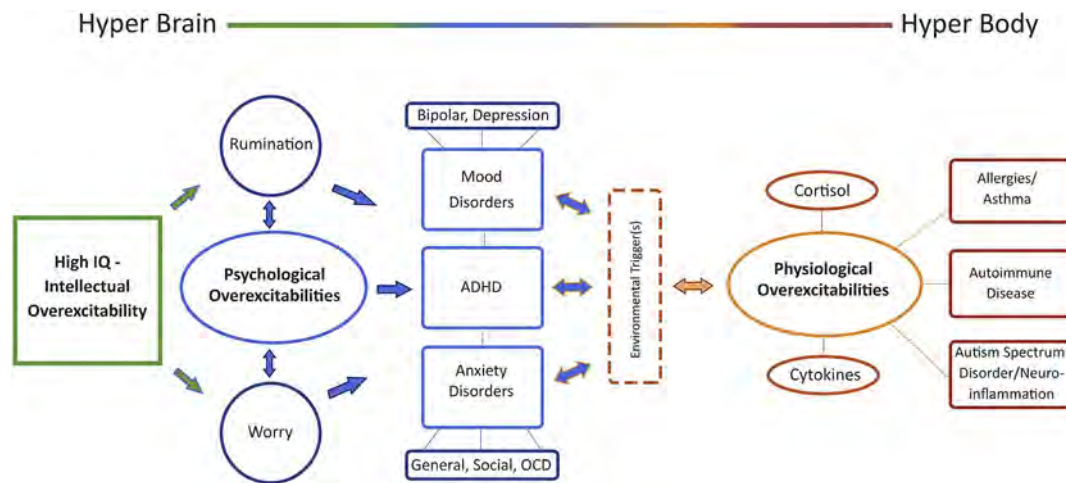 Hyper Brain
Hyper Body
Bipolar, Depression
Rumination
Mood
Disorders
Cortisol
Allergies/
Asthma
High IQ -
Intellectual
Overexcitability
Psychological
Overexcitabilities
ADHD
Environmental Trigger(s)
Physiological
Overexcitabilities
Autoimmune
Disease
Anxiety
Disorders
Cytokines
Autism Spectrum
Disorder/Neuro-
inflammation
Worry
General, Social, OCD